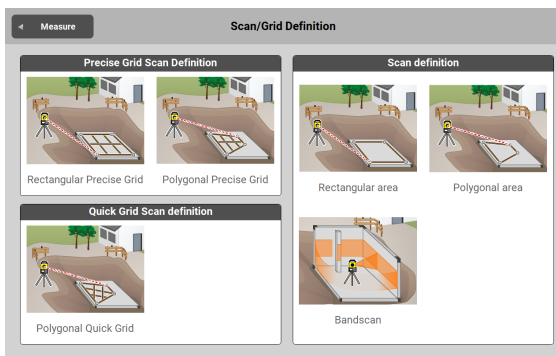 Measure
Scan/Grid Definition
Precise Grid Scan Definition
Rectangular Precise Grid
Polygonal Precise Grid
Quick Grid Scan definition
Polygonal Quick Grid
Scan definition
Rectangular area
Polygonal area
Bandscan